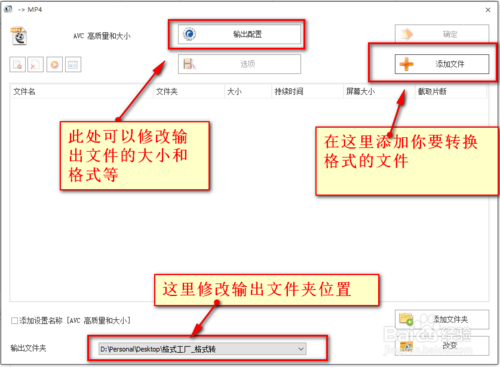 -> MP4
AVC 高质量和大小
输出配置
确定
选项
添加文件
文件名
文件夹
大小
持续时间
屏幕大小
截取片断
此处可以修改输
出文件的大小和
格式等
在这里添加你要转换
格式的文件
这里修改输出文件夹位置
添加设置名称 [AVC 高质量和大小]
添加文件夹
输出文件夹
D:\Personal\Desktop\格式工厂_格式转
改变